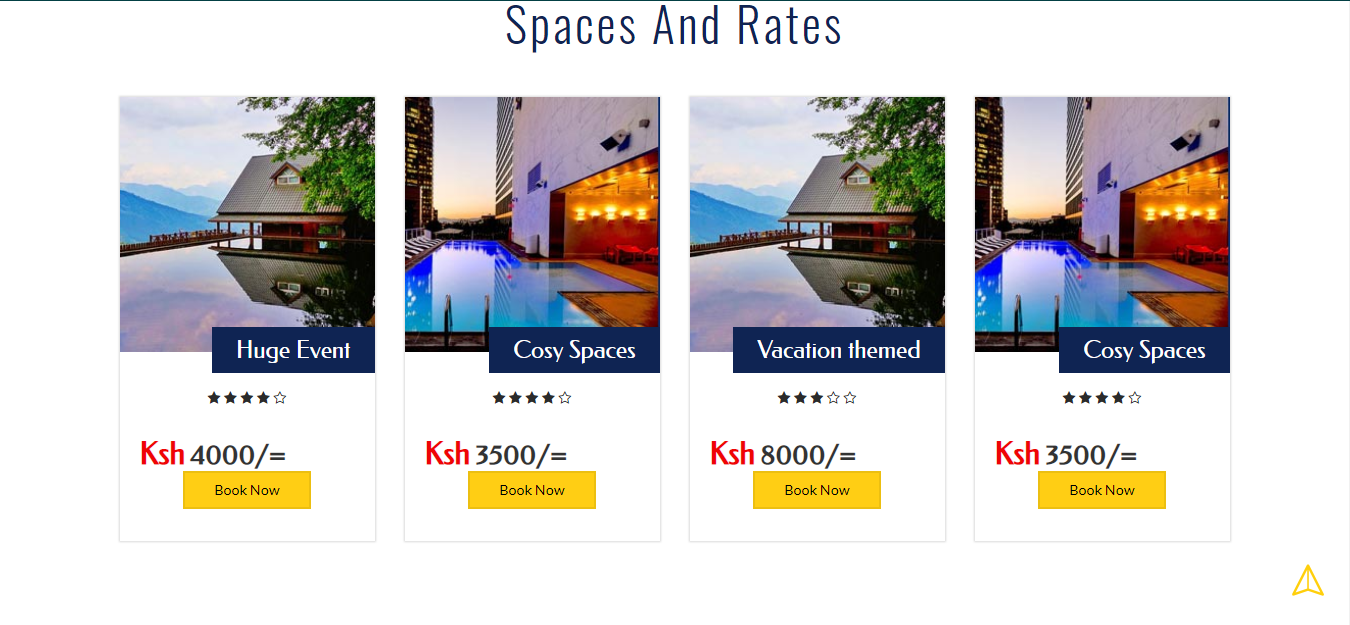 Spaces And Rates
Huge Event
Cosy Spaces
Vacation themed
Cosy Spaces
Ksh 4000/=
Ksh 3500/=
Ksh 8000/=
Ksh 3500/=
Book Now
Book Now
Book Now
Book Now